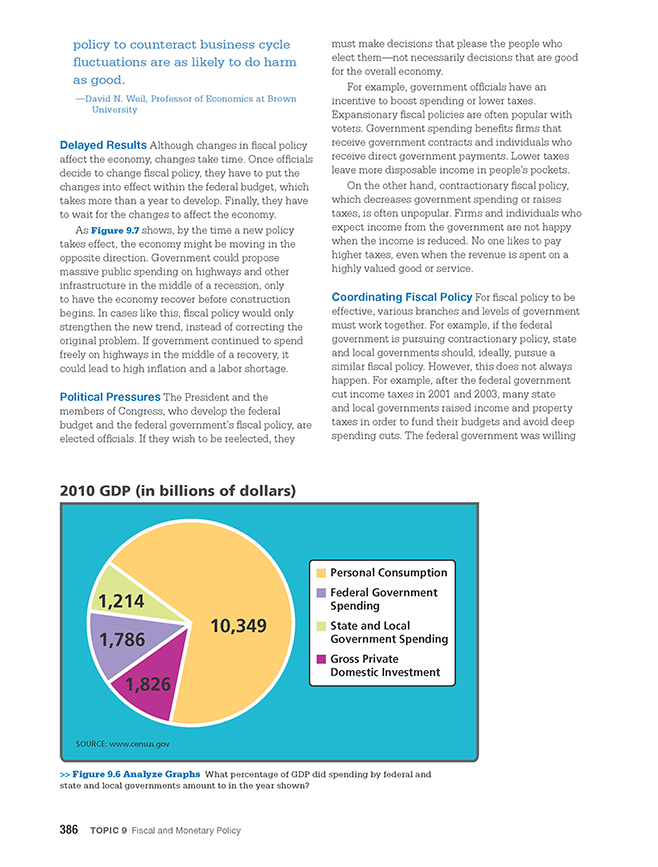 policy to counteract business cycle
fluctuations are as likely to do harm
as good.
—David N. Weil, Professor of Economics at Brown
University
Delayed Results Although changes in fiscal policy
affect the economy, changes take time. Once officials
decide to change fiscal policy, they have to put the
changes into effect within the federal budget, which
takes more than a year to develop. Finally, they have
to wait for the changes to affect the economy.
As Figure 9.7 shows, by the time a new policy
takes effect, the economy might be moving in the
opposite direction. Government could propose
massive public spending on highways and other
infrastructure in the middle of a recession, only
to have the economy recover before construction
begins. In cases like this, fiscal policy would only
strengthen the new trend, instead of correcting the
original problem. If government continued to spend
freely on highways in the middle of a recovery, it
could lead to high inflation and a labor shortage.
Political Pressures The President and the
members of Congress, who develop the federal
budget and the federal government's fiscal policy, are
elected officials. If they wish to be reelected, they
must make decisions that please the people who
elect them—not necessarily decisions that are good
for the overall economy.
For example, government officials have an
incentive to boost spending or lower taxes.
Expansionary fiscal policies are often popular with
voters. Government spending benefits firms that
receive government contracts and individuals who
receive direct government payments. Lower taxes
leave more disposable income in people's pockets.
On the other hand, contractionary fiscal policy,
which decreases government spending or raises
taxes, is often unpopular. Firms and individuals who
expect income from the government are not happy
when the income is reduced. No one likes to pay
higher taxes, even when the revenue is spent on a
highly valued good or service.
Coordinating Fiscal Policy For fiscal policy to be
effective, various branches and levels of government
must work together. For example, if the federal
government is pursuing contractionary policy, state
and local governments should, ideally, pursue a
similar fiscal policy. However, this does not always
happen. For example, after the federal government
cut income taxes in 2001 and 2003, many state
and local governments raised income and property
taxes in order to fund their budgets and avoid deep
spending cuts. The federal government was willing
2010 GDP (in billions of dollars)
1,214
1,786
1,826
10,349
Personal Consumption
Federal Government
Spending
State and Local
Government Spending
Gross Private
Domestic Investment
SOURCE: www.census.gov
>> Figure 9.6 Analyze Graphs What percentage of GDP did spending by federal and
state and local governments amount to in the year shown?
386 TOPIC 9 Fiscal and Monetary Policy